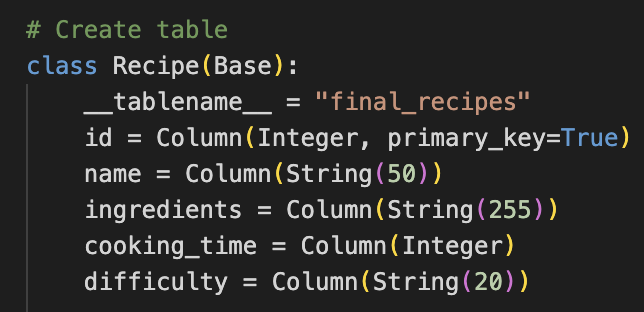 # Create table
class Recipe(Base):
    __tablename__ = "final_recipes"
    id = Column(Integer, primary_key=True)
    name = Column(String(50))
    ingredients = Column(String(255))
    cooking_time = Column(Integer)
    difficulty = Column(String(20))